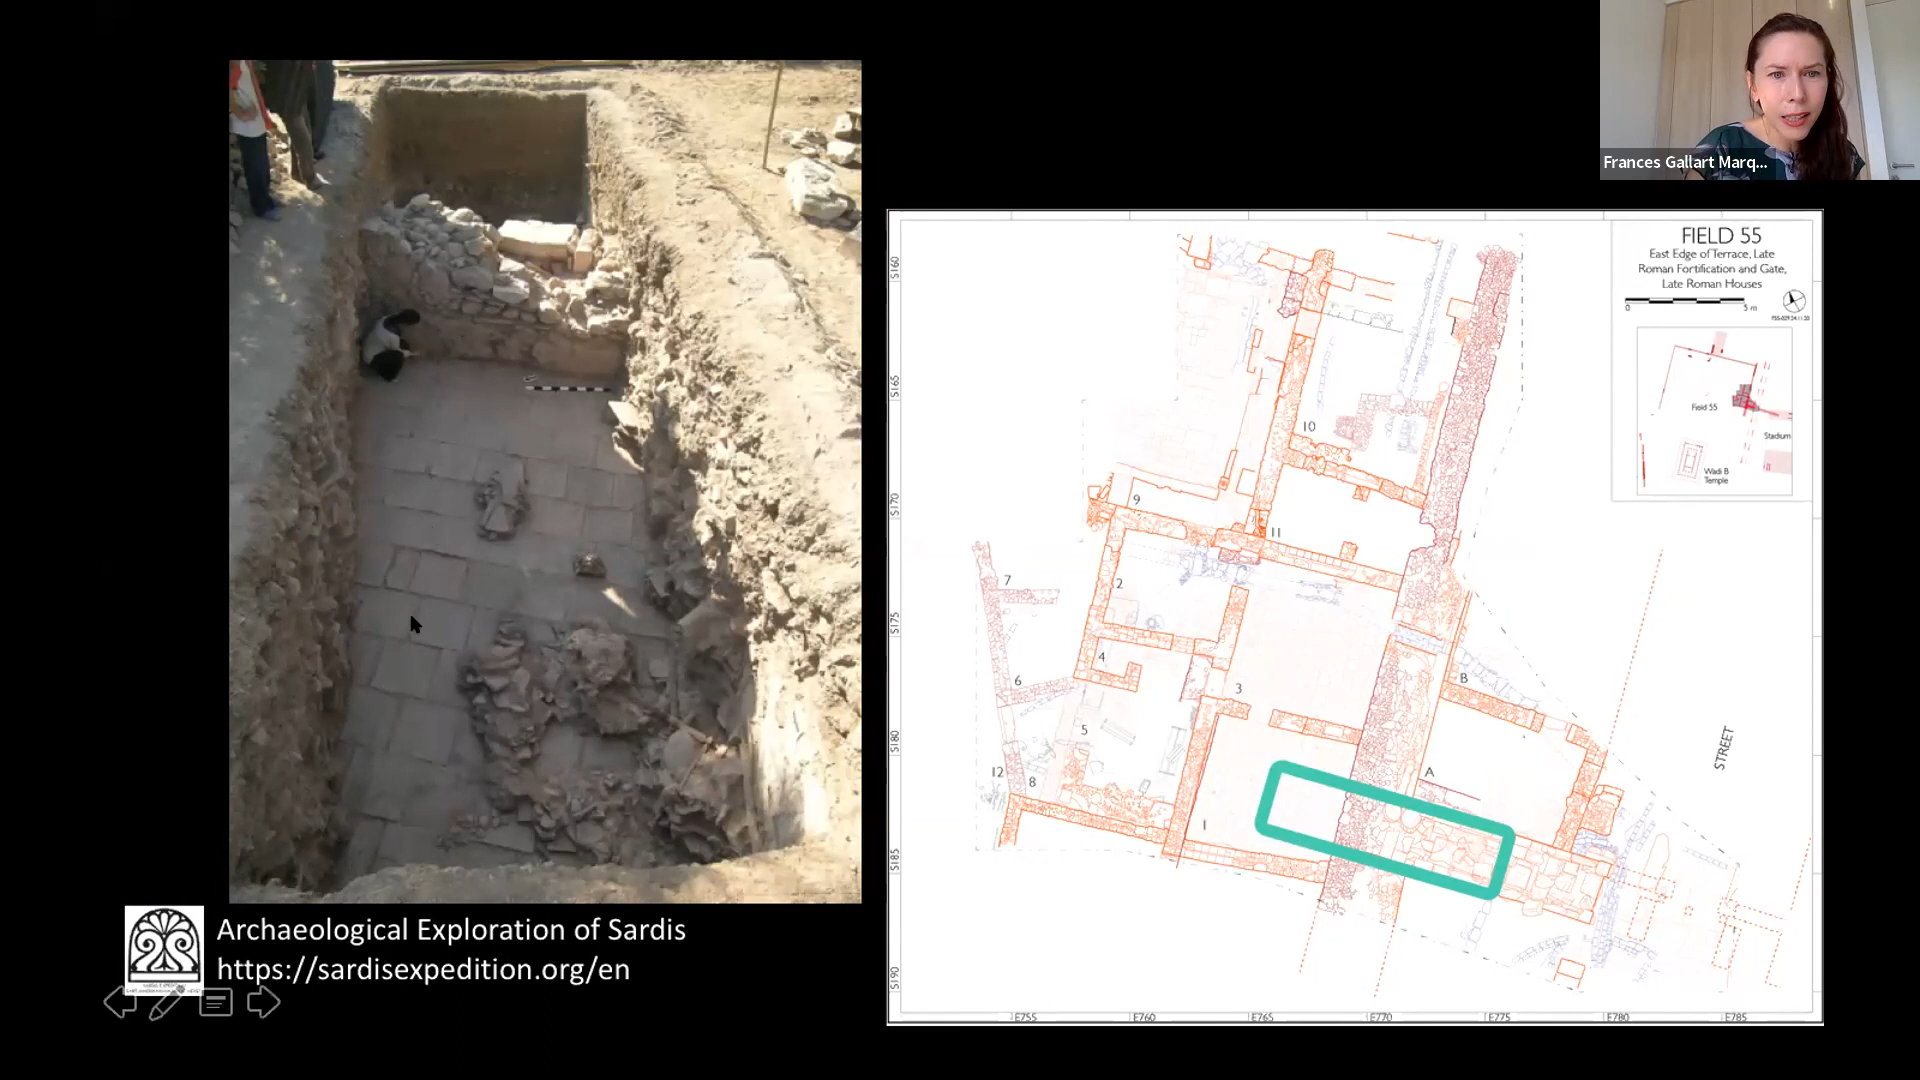 Frances Gallart Marq...
FIELD 55
East Edge of Terrace, Late
Roman Fortification and Gate,
Late Roman Houses
0
5 m
Field 55
Stadium
Wadi B
Temple
S160
S165
S170
S175
S180
S185
S190
10
9
11
2
7
4
6
3
B
5
12
8
A
1
STREET
E755
E760
E765
E770
E775
E780
E785
Archaeological Exploration of Sardis
https://sardisexpedition.org/en